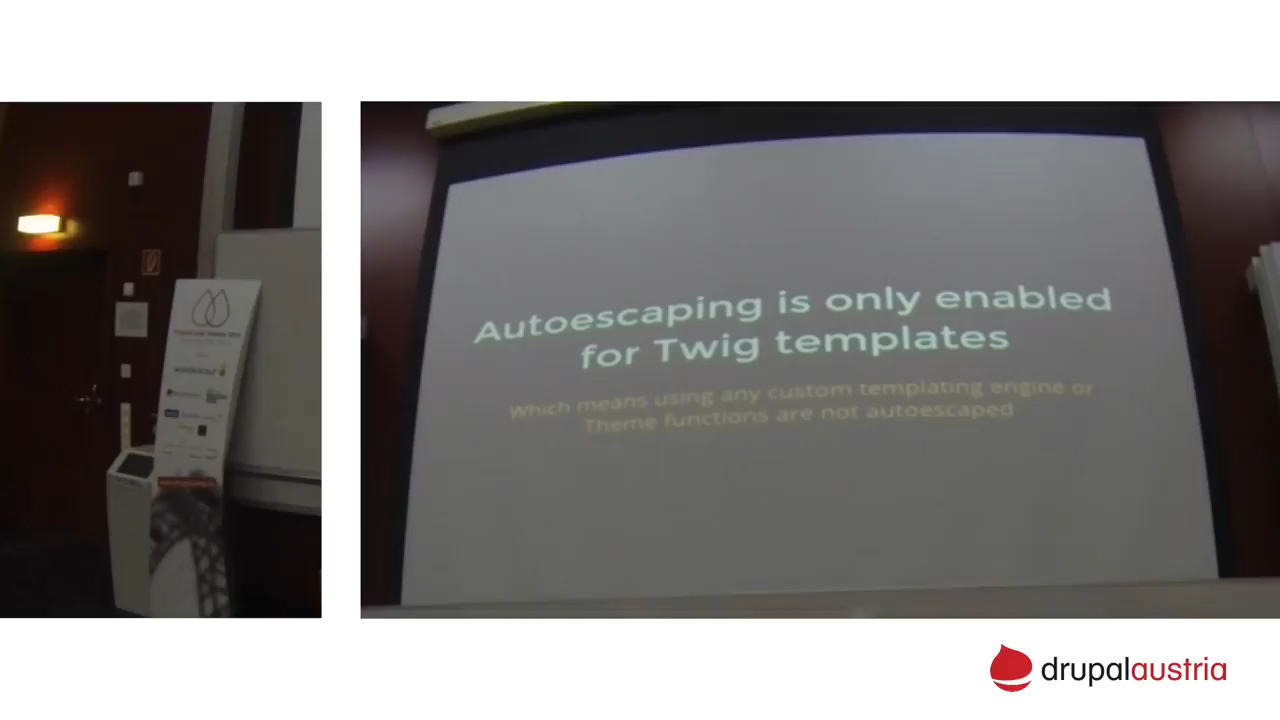 Autoescaping is only enabled
for Twig templates
Which means using any custom templating engine or
Theme functions are not autoescaped
drupalaustria